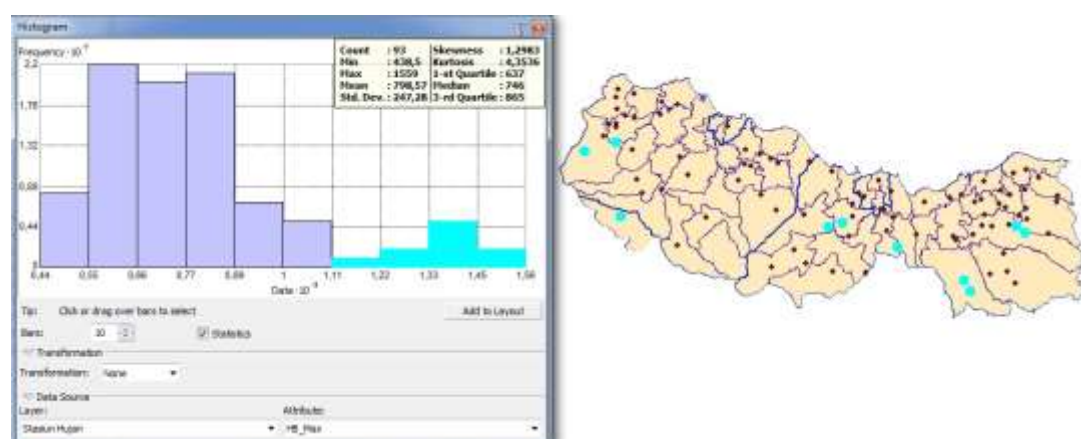 Histogram
Frequency · 10⁻¹
Count : 93 Skewness : 1,2983
Min : 438,5 Kurtosis : 4,3536
Max : 1559 1-st Quartile : 637
Mean : 798,57 Median : 746
Std. Dev. : 247,28 3-rd Quartile : 865
2,2
1,76
1,32
0,88
0,44
0
0,44 0,55 0,66 0,77 0,89 1 1,11 1,22 1,33 1,45 1,56
Data · 10⁻³
Tip: Click or drag over bars to select Add to Layout
Bars: 10 Statistics
Transformation
Transformation: None
Data Source
Layer: Attribute:
Stasiun Hujan HB_Max